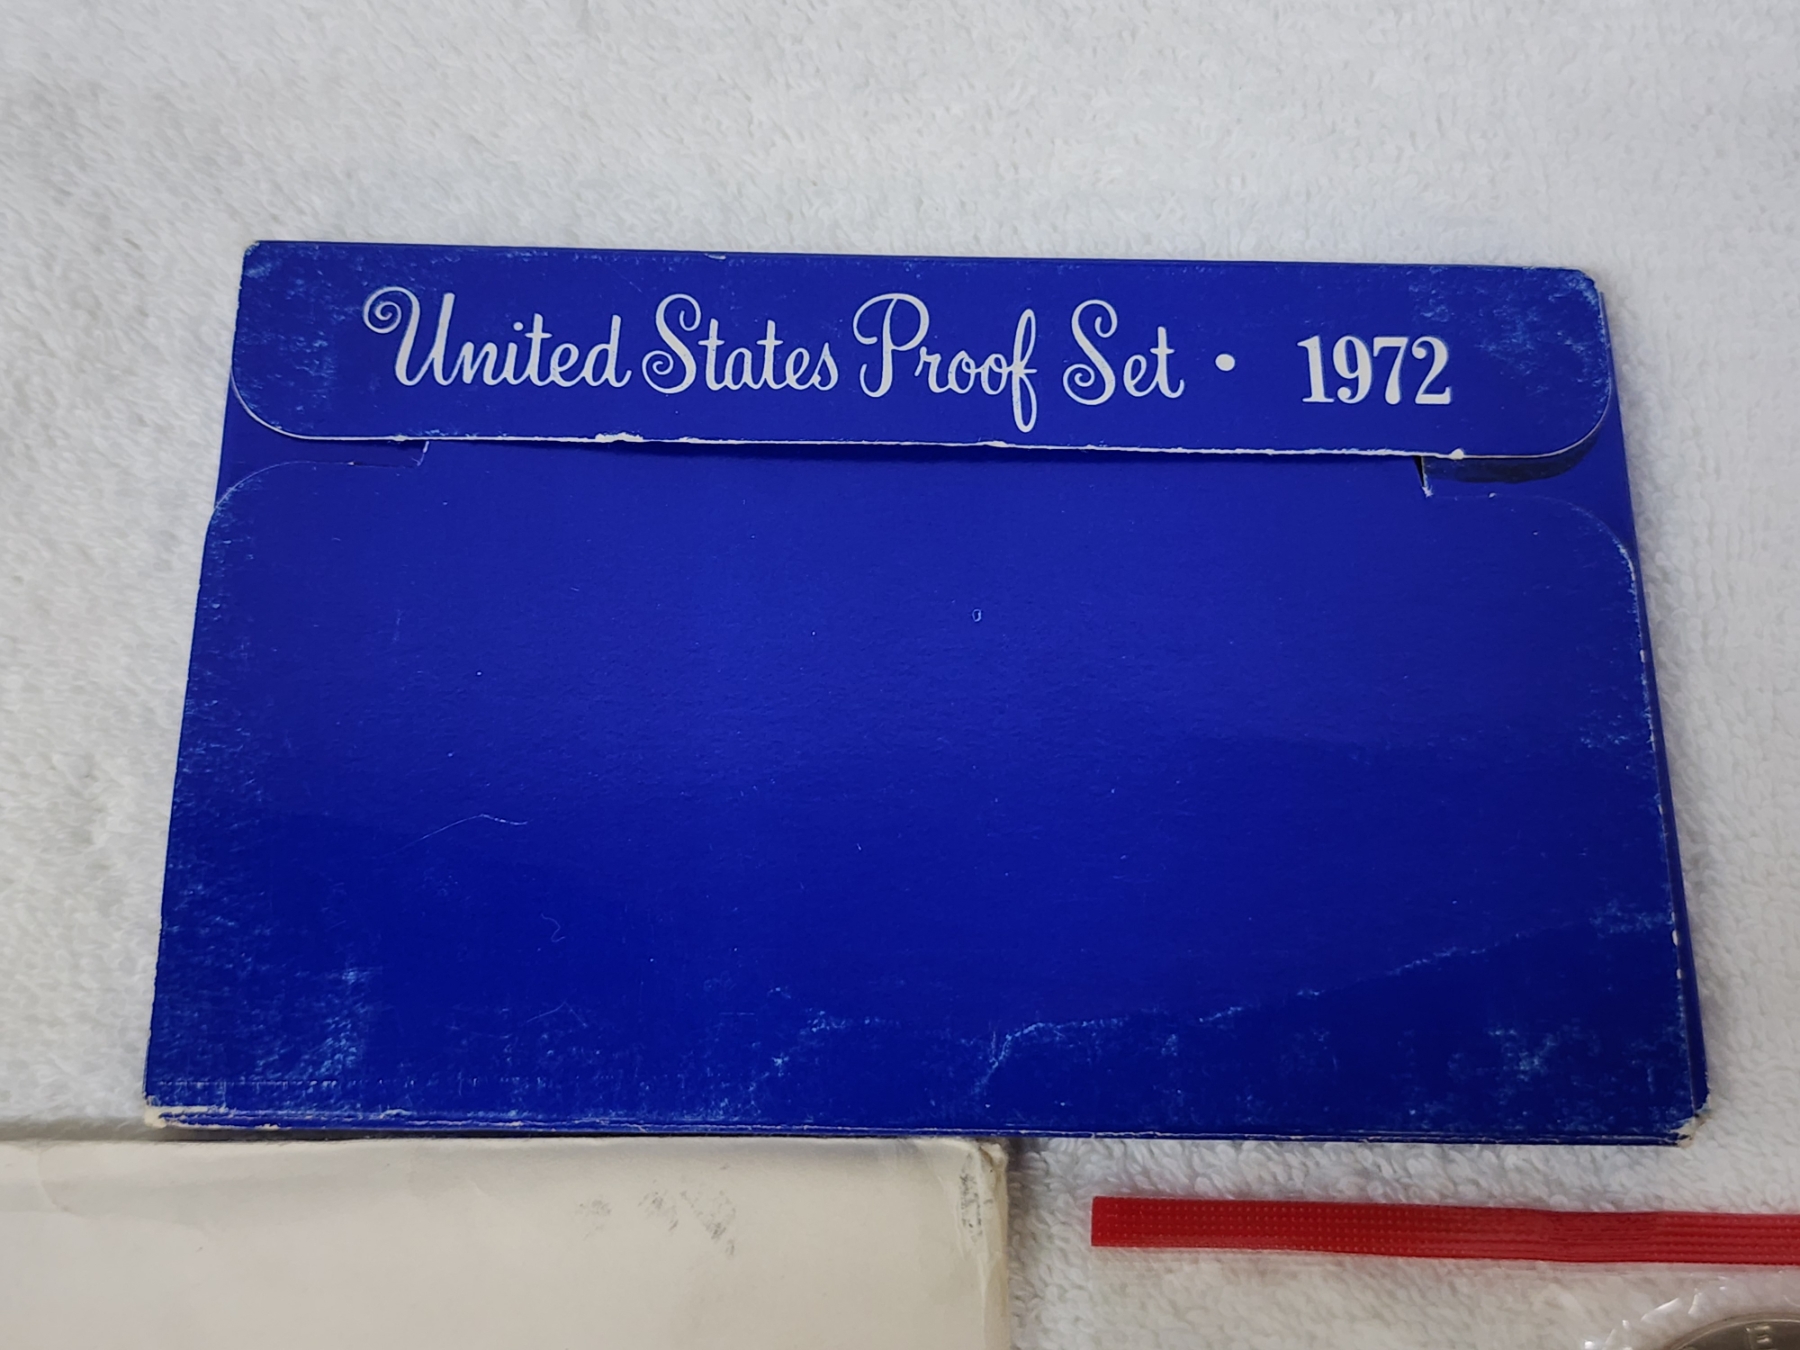 United States Proof Set • 1972